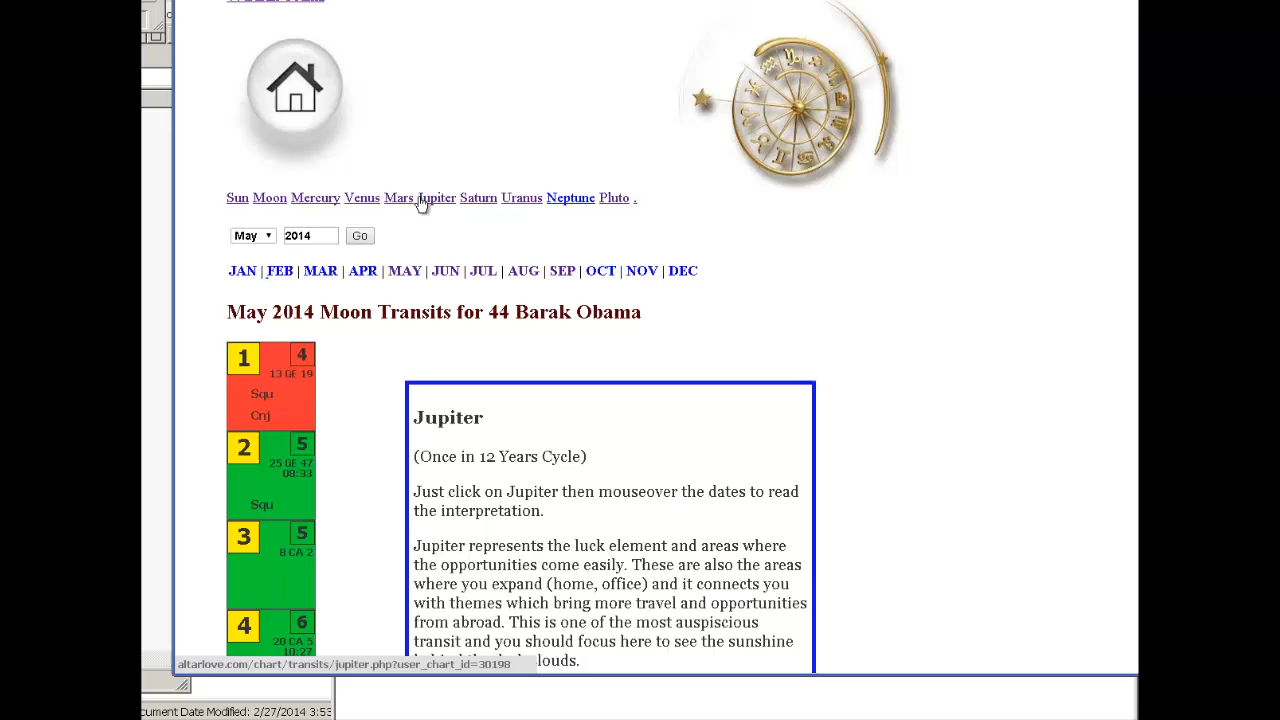 Sun Moon Mercury Venus Mars Jupiter Saturn Uranus Neptune Pluto .
May 2014 Go
JAN | FEB | MAR | APR | MAY | JUN | JUL | AUG | SEP | OCT | NOV | DEC
May 2014 Moon Transits for 44 Barak Obama
1 4
13 GE 19
Squ
Cnj
2 5
25 GE 47
08:33
Squ
3 5
8 CA 2
4 6
20 CA 5
10:27
Jupiter
(Once in 12 Years Cycle)
Just click on Jupiter then mouseover the dates to read
the interpretation.
Jupiter represents the luck element and areas where
the opportunities come easily. These are also the areas
where you expand (home, office) and it connects you
with themes which bring more travel and opportunities
from abroad. This is one of the most auspicious
transit and you should focus here to see the sunshine
clouds.
altarlove.com/chart/transits/jupiter.php?user_chart_id=30198
Date Modified: 2/27/2014 3:53